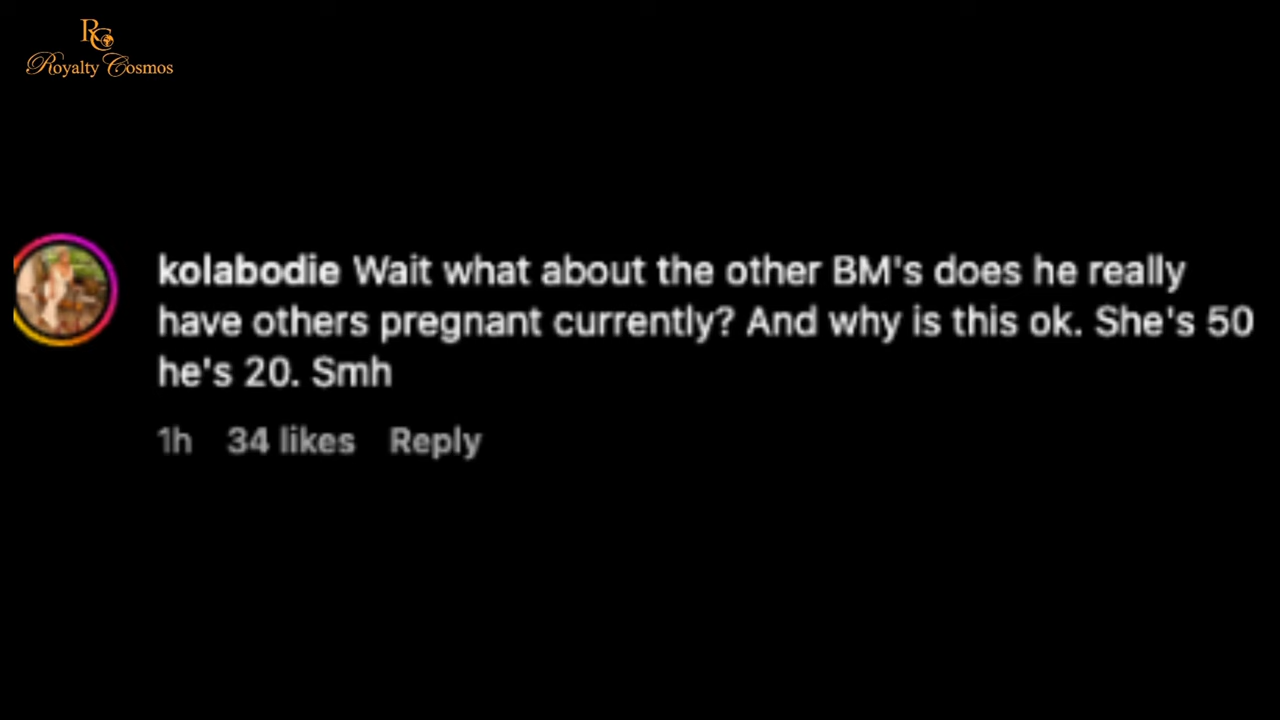 RG
Royalty Cosmos
kolabodie Wait what about the other BM's does he really
have others pregnant currently? And why is this ok. She's 50
he's 20. Smh
1h 34 likes Reply